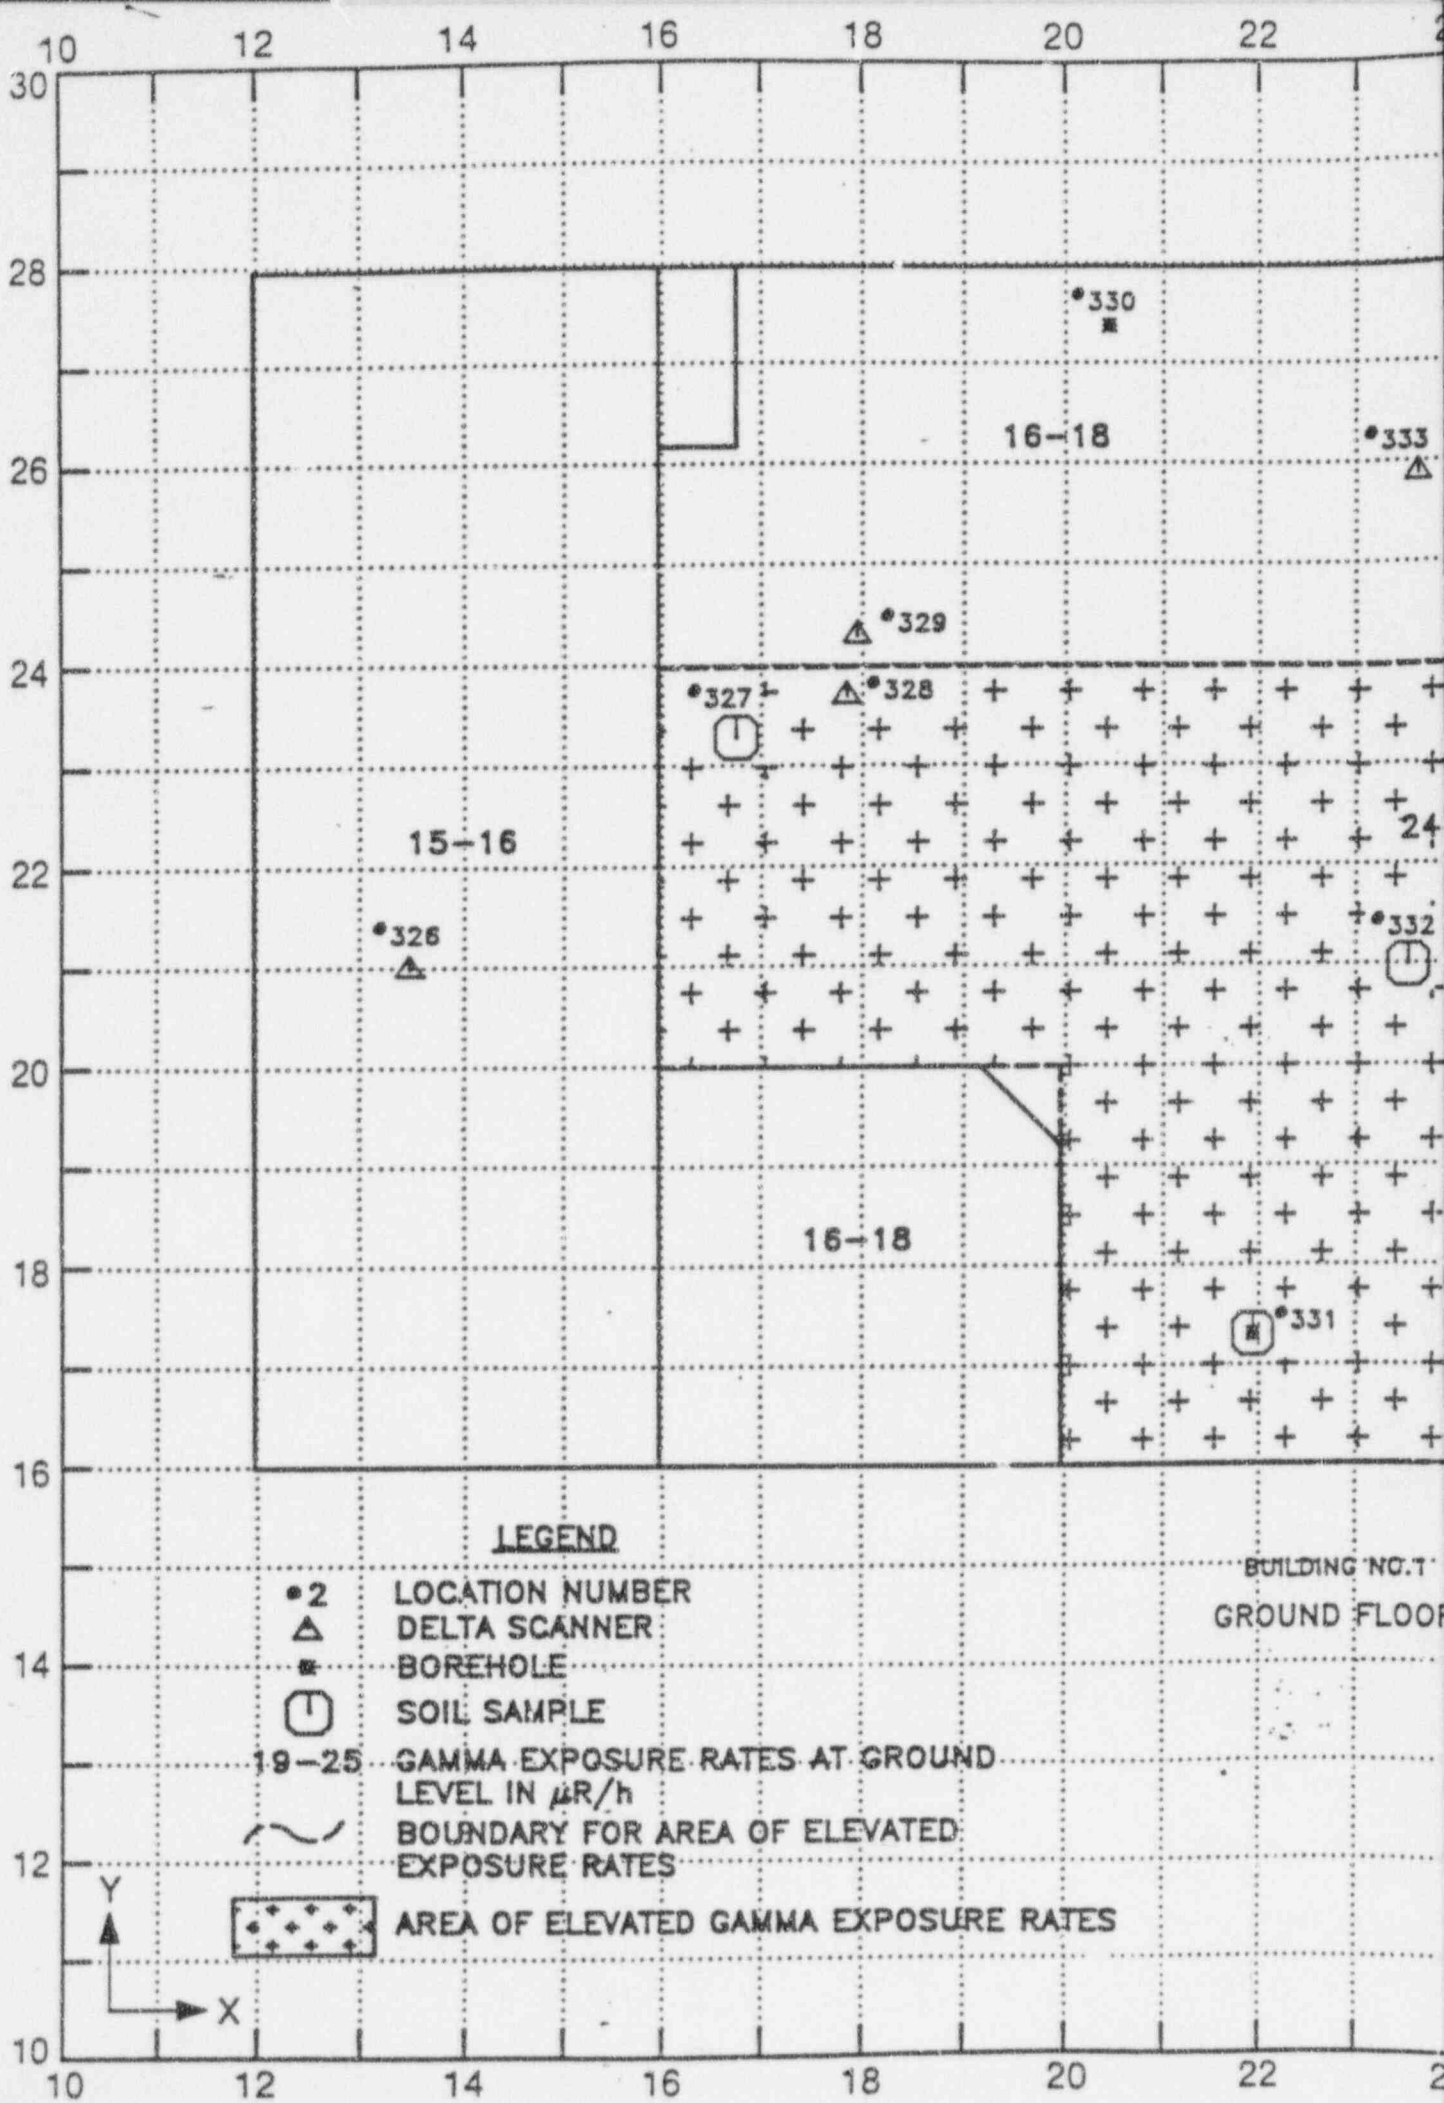 10 12 14 16 18 20 22
30
28
•330
16-18
•333
26
•329
24
•327
•328
15-16
24
22
•332
•326
20
16-18
18
•331
16
LEGEND
BUILDING NO.1
•2 LOCATION NUMBER
GROUND FLOOR
DELTA SCANNER
14
BOREHOLE
SOIL SAMPLE
19-25 GAMMA EXPOSURE RATES AT GROUND
LEVEL IN µR/h
BOUNDARY FOR AREA OF ELEVATED
12
EXPOSURE RATES
Y
AREA OF ELEVATED GAMMA EXPOSURE RATES
X
10
10 12 14 16 18 20 22 2